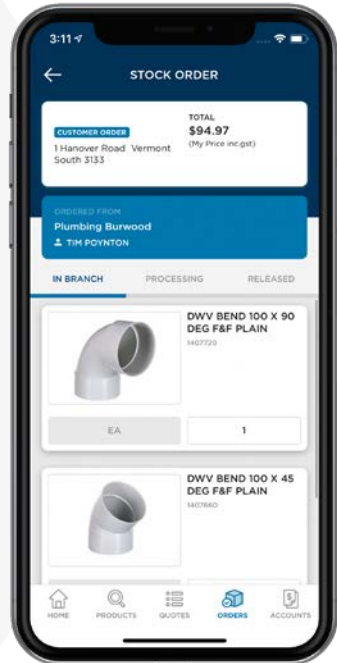 3:11
STOCK ORDER
CUSTOMER ORDER
1 Hanover Road Vermont
South 3133
TOTAL
$94.97
(My Price inc.gst)
ORDERED FROM
Plumbing Burwood
TIM POYNTON
IN BRANCH PROCESSING RELEASED
DWV BEND 100 X 90
DEG F&F PLAIN
1407720
EA 1
DWV BEND 100 X 45
DEG F&F PLAIN
1407660
HOME PRODUCTS QUOTES ORDERS ACCOUNTS